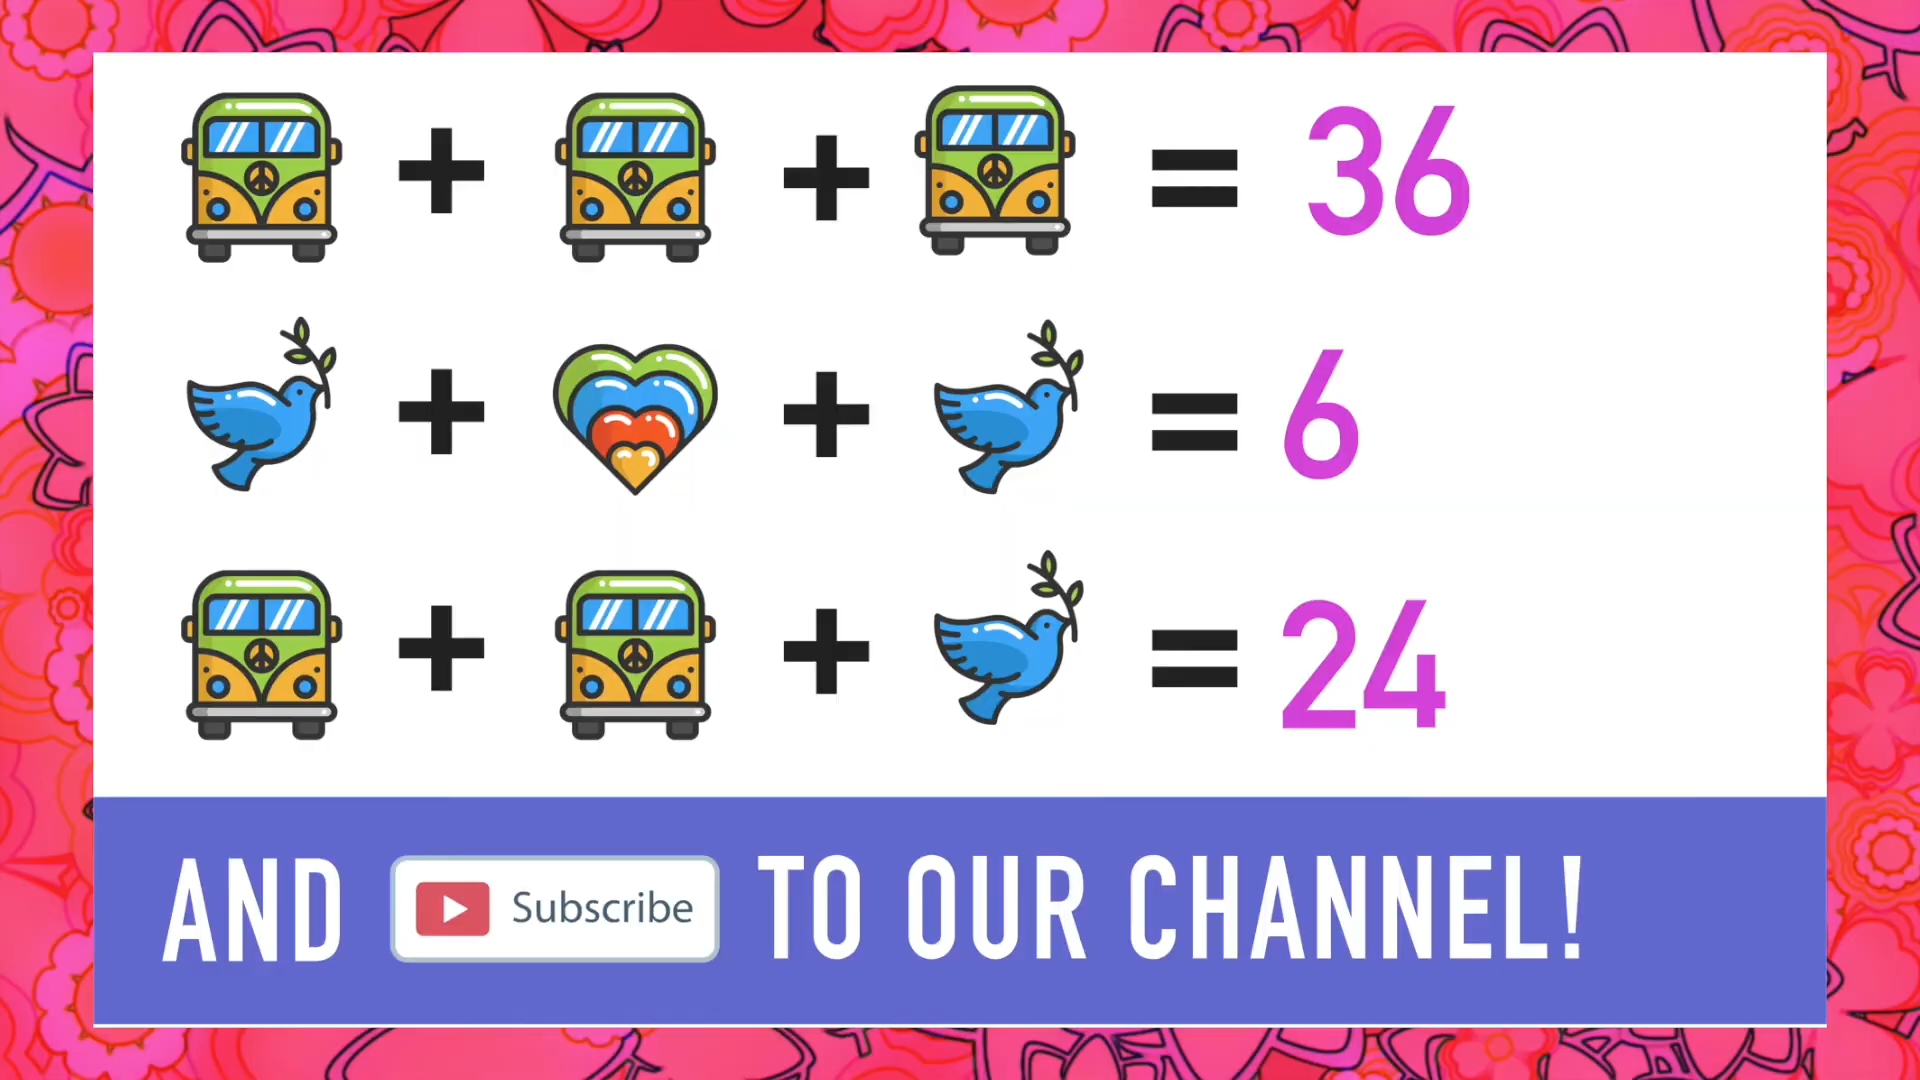 + + = 36
+ + = 6
+ + = 24
AND Subscribe TO OUR CHANNEL!